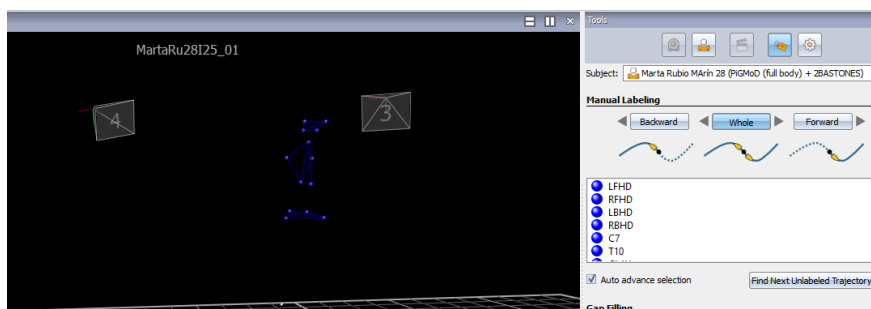 Tools
MartaRu28I25_01
4
3
Subject: Marta Rubio MArín 28 (PiGMoD (full body) + 2BASTONES)
Manual Labeling
Backward Whole Forward
LFHD
RFHD
LBHD
RBHD
C7
T10
Auto advance selection Find Next Unlabeled Trajectory
Gap Filling